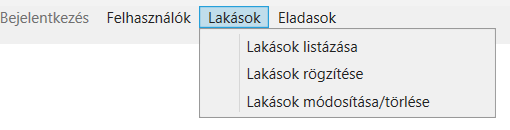 Bejelentkezés Felhasználók Lakások Eladasok
Lakások listázása
Lakások rögzítése
Lakások módosítása/törlése